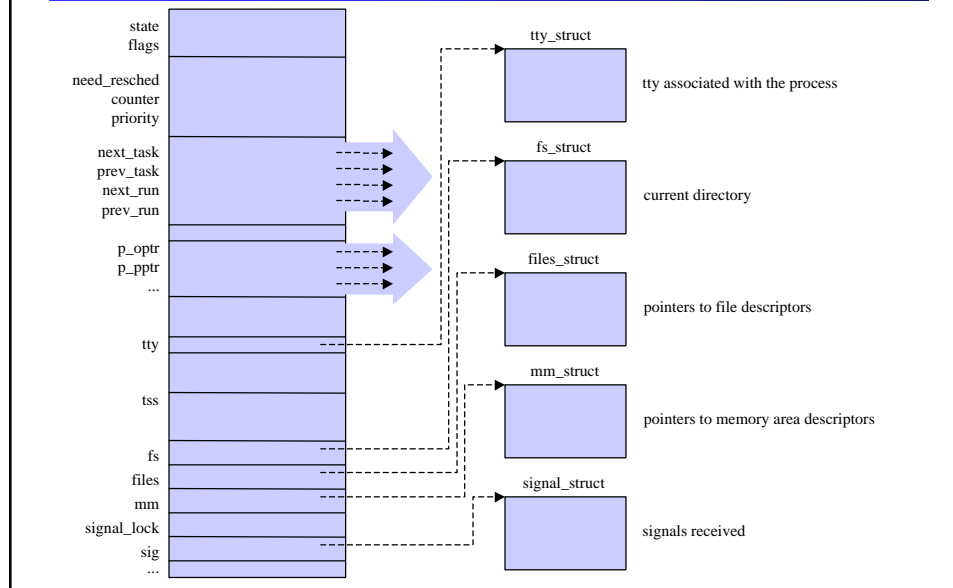 state
flags
need_resched
counter
priority
next_task
prev_task
next_run
prev_run
p_optr
p_pptr
...
tty
tss
fs
files
mm
signal_lock
sig
...
tty_struct
tty associated with the process
fs_struct
current directory
files_struct
pointers to file descriptors
mm_struct
pointers to memory area descriptors
signal_struct
signals received